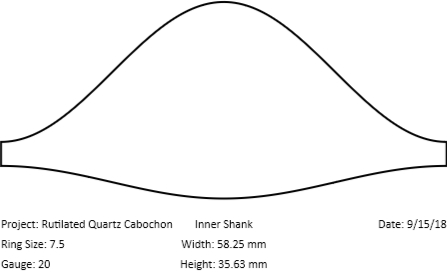 Project: Rutilated Quartz Cabochon Inner Shank Date: 9/15/18
Ring Size: 7.5 Width: 58.25 mm
Gauge: 20 Height: 35.63 mm